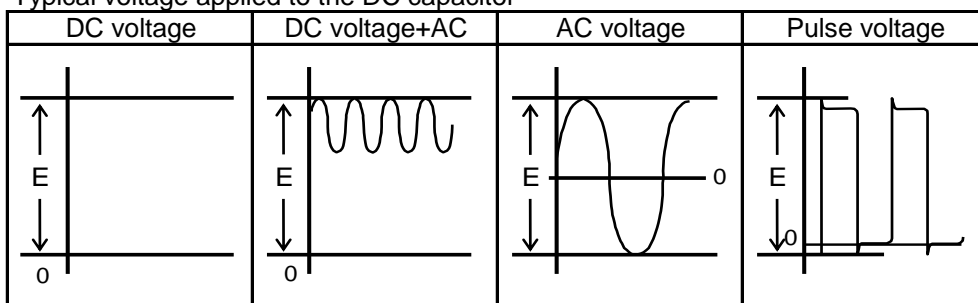 Typical voltage applied to the DC capacitor
DC voltage DC voltage+AC AC voltage Pulse voltage
E E E 0 E
0
0 0